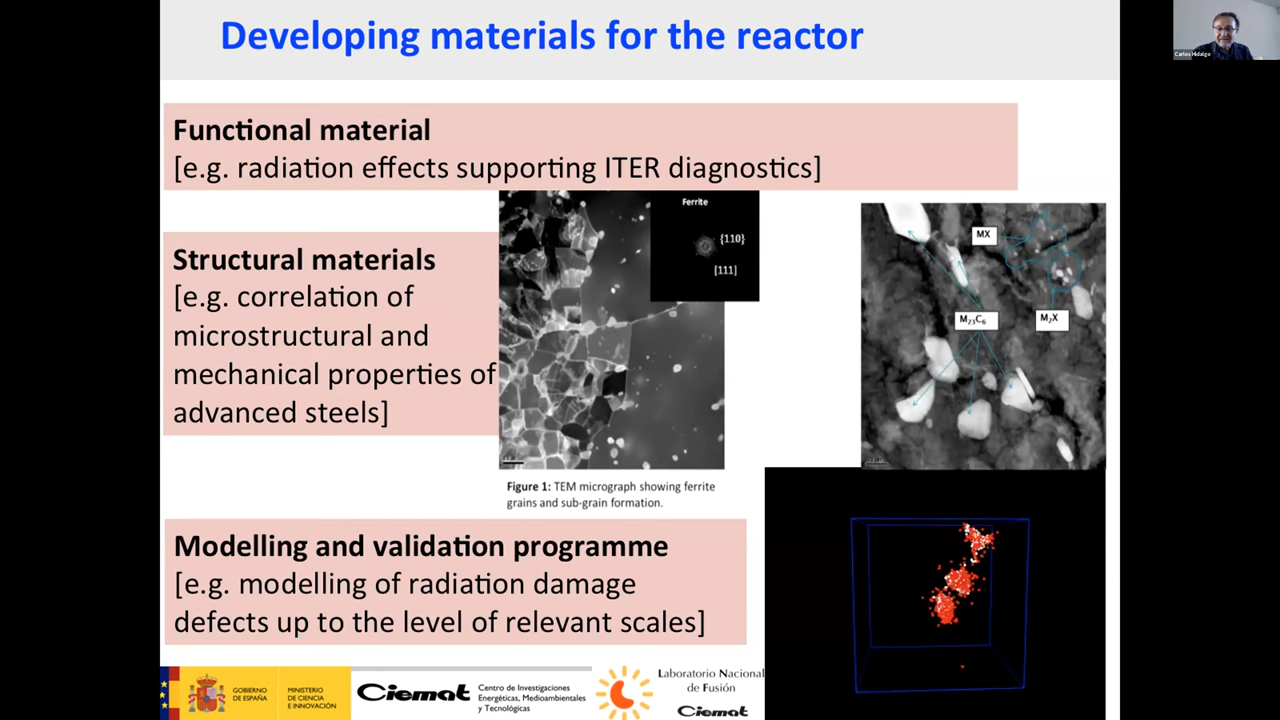 Developing materials for the reactor
Carlos Hidalgo
Functional material
[e.g. radiation effects supporting ITER diagnostics]
Structural materials
[e.g. correlation of
microstructural and
mechanical properties of
advanced steels]
Ferrite
{110}
[111]
MX
M₂₃C₆
M₂X
Figure 1: TEM micrograph showing ferrite
grains and sub-grain formation.
Modelling and validation programme
[e.g. modelling of radiation damage
defects up to the level of relevant scales]
GOBIERNO
DE ESPAÑA
MINISTERIO
DE CIENCIA
E INNOVACIÓN
Ciemat
Centro de Investigaciones
Energéticas, Medioambientales
y Tecnológicas
Laboratorio Nacional
de Fusión
Ciemat